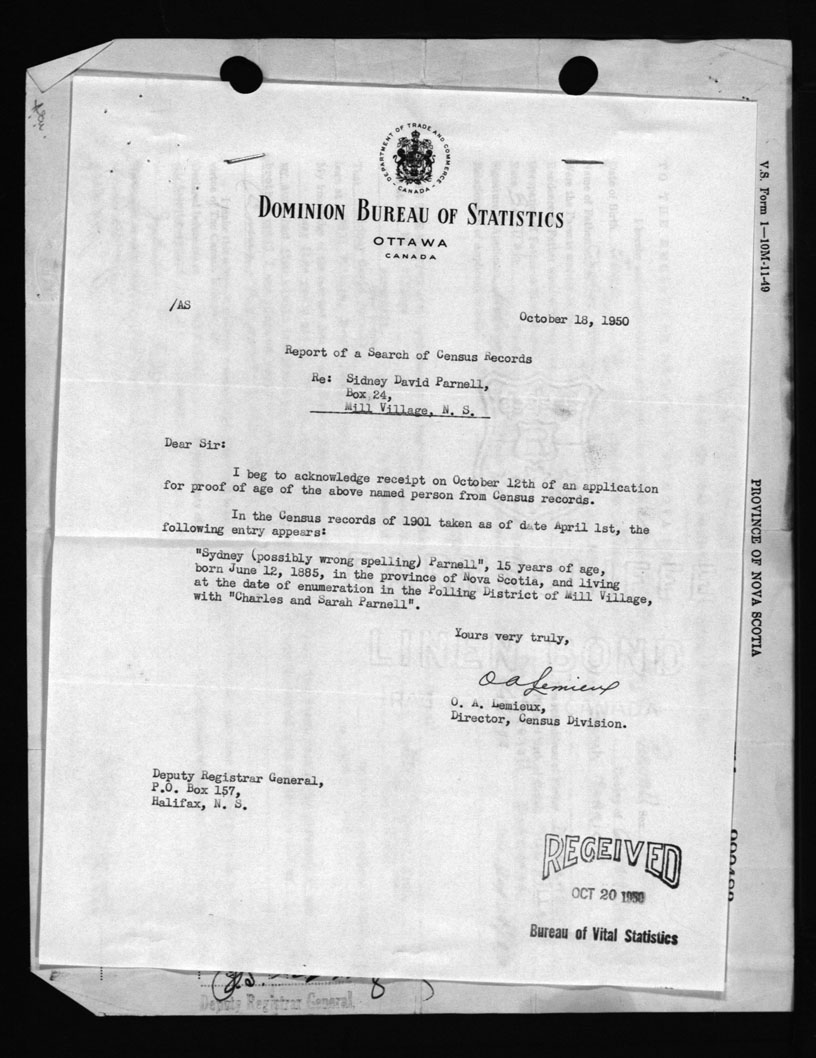 DEPARTMENT OF TRADE AND COMMERCE
CANADA
DOMINION BUREAU OF STATISTICS
OTTAWA
CANADA
/AS
October 18, 1950
Report of a Search of Census Records
Re: Sidney David Parnell,
Box 24,
Mill Village, N. S.
Dear Sir:
I beg to acknowledge receipt on October 12th of an application
for proof of age of the above named person from Census records.
In the Census records of 1901 taken as of date April 1st, the
following entry appears:
"Sydney (possibly wrong spelling) Parnell", 15 years of age,
born June 12, 1885, in the province of Nova Scotia, and living
at the date of enumeration in the Polling District of Mill Village,
with "Charles and Sarah Parnell".
Yours very truly,
O A Lemieux
O. A. Lemieux,
Director, Census Division.
Deputy Registrar General,
P.O. Box 157,
Halifax, N. S.
RECEIVED
OCT 20 1950
Bureau of Vital Statistics
Deputy Registrar General.
V.S. Form 1—10M-11-49
PROVINCE OF NOVA SCOTIA